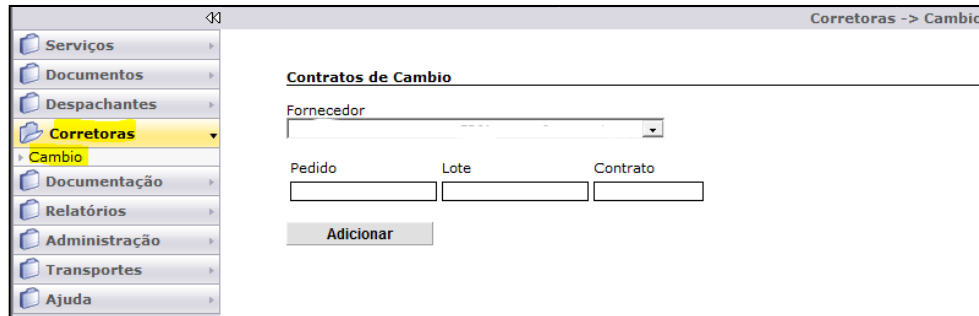 Corretoras -> Cambio
Serviços
Documentos
Despachantes
Corretoras
Cambio
Documentação
Relatórios
Administração
Transportes
Ajuda
Contratos de Cambio
Fornecedor
Pedido Lote Contrato
Adicionar